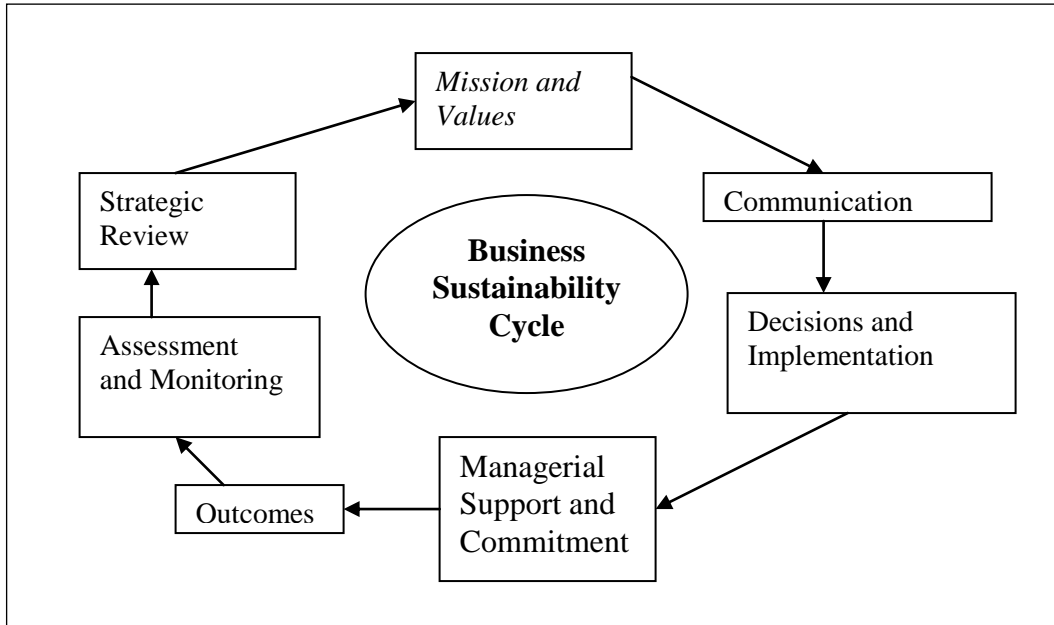 Mission and
Values
Communication
Decisions and
Implementation
Managerial
Support and
Commitment
Outcomes
Assessment
and Monitoring
Strategic
Review
Business
Sustainability
Cycle